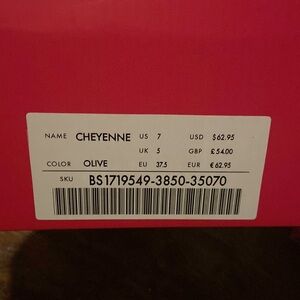 NAME CHEYENNE US 7 USD $62.95
UK 5 GBP £54.00
COLOR OLIVE EU 37.5 EUR €62.95
SKU BS1719549-3850-35070